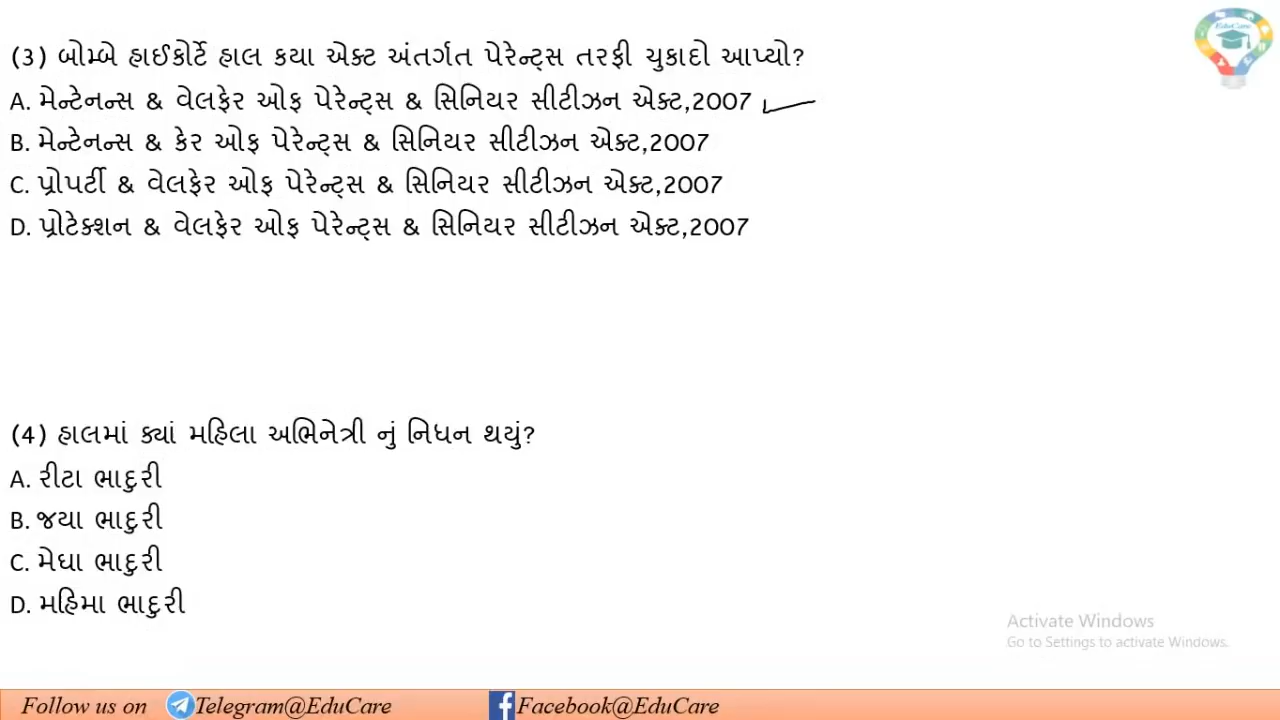 EduCare
(3) બોમ્બે હાઈકોર્ટે હાલ કયા એક્ટ અંતર્ગત પેરેન્ટ્સ તરફી ચુકાદો આપ્યો?
A. મેન્ટેનન્સ & વેલફેર ઓફ પેરેન્ટ્સ & સિનિયર સીટીઝન એક્ટ,2007
B. મેન્ટેનન્સ & કેર ઓફ પેરેન્ટ્સ & સિનિયર સીટીઝન એક્ટ,2007
C. પ્રોપર્ટી & વેલફેર ઓફ પેરેન્ટ્સ & સિનિયર સીટીઝન એક્ટ,2007
D. પ્રોટેક્શન & વેલફેર ઓફ પેરેન્ટ્સ & સિનિયર સીટીઝન એક્ટ,2007
(4) હાલમાં ક્યાં મહિલા અભિનેત્રી નું નિધન થયું?
A. રીટા ભાદુરી
B. જયા ભાદુરી
C. મેઘા ભાદુરી
D. મહિમા ભાદુરી
Activate Windows
Go to Settings to activate Windows.
Follow us on Telegram@EduCare Facebook@EduCare